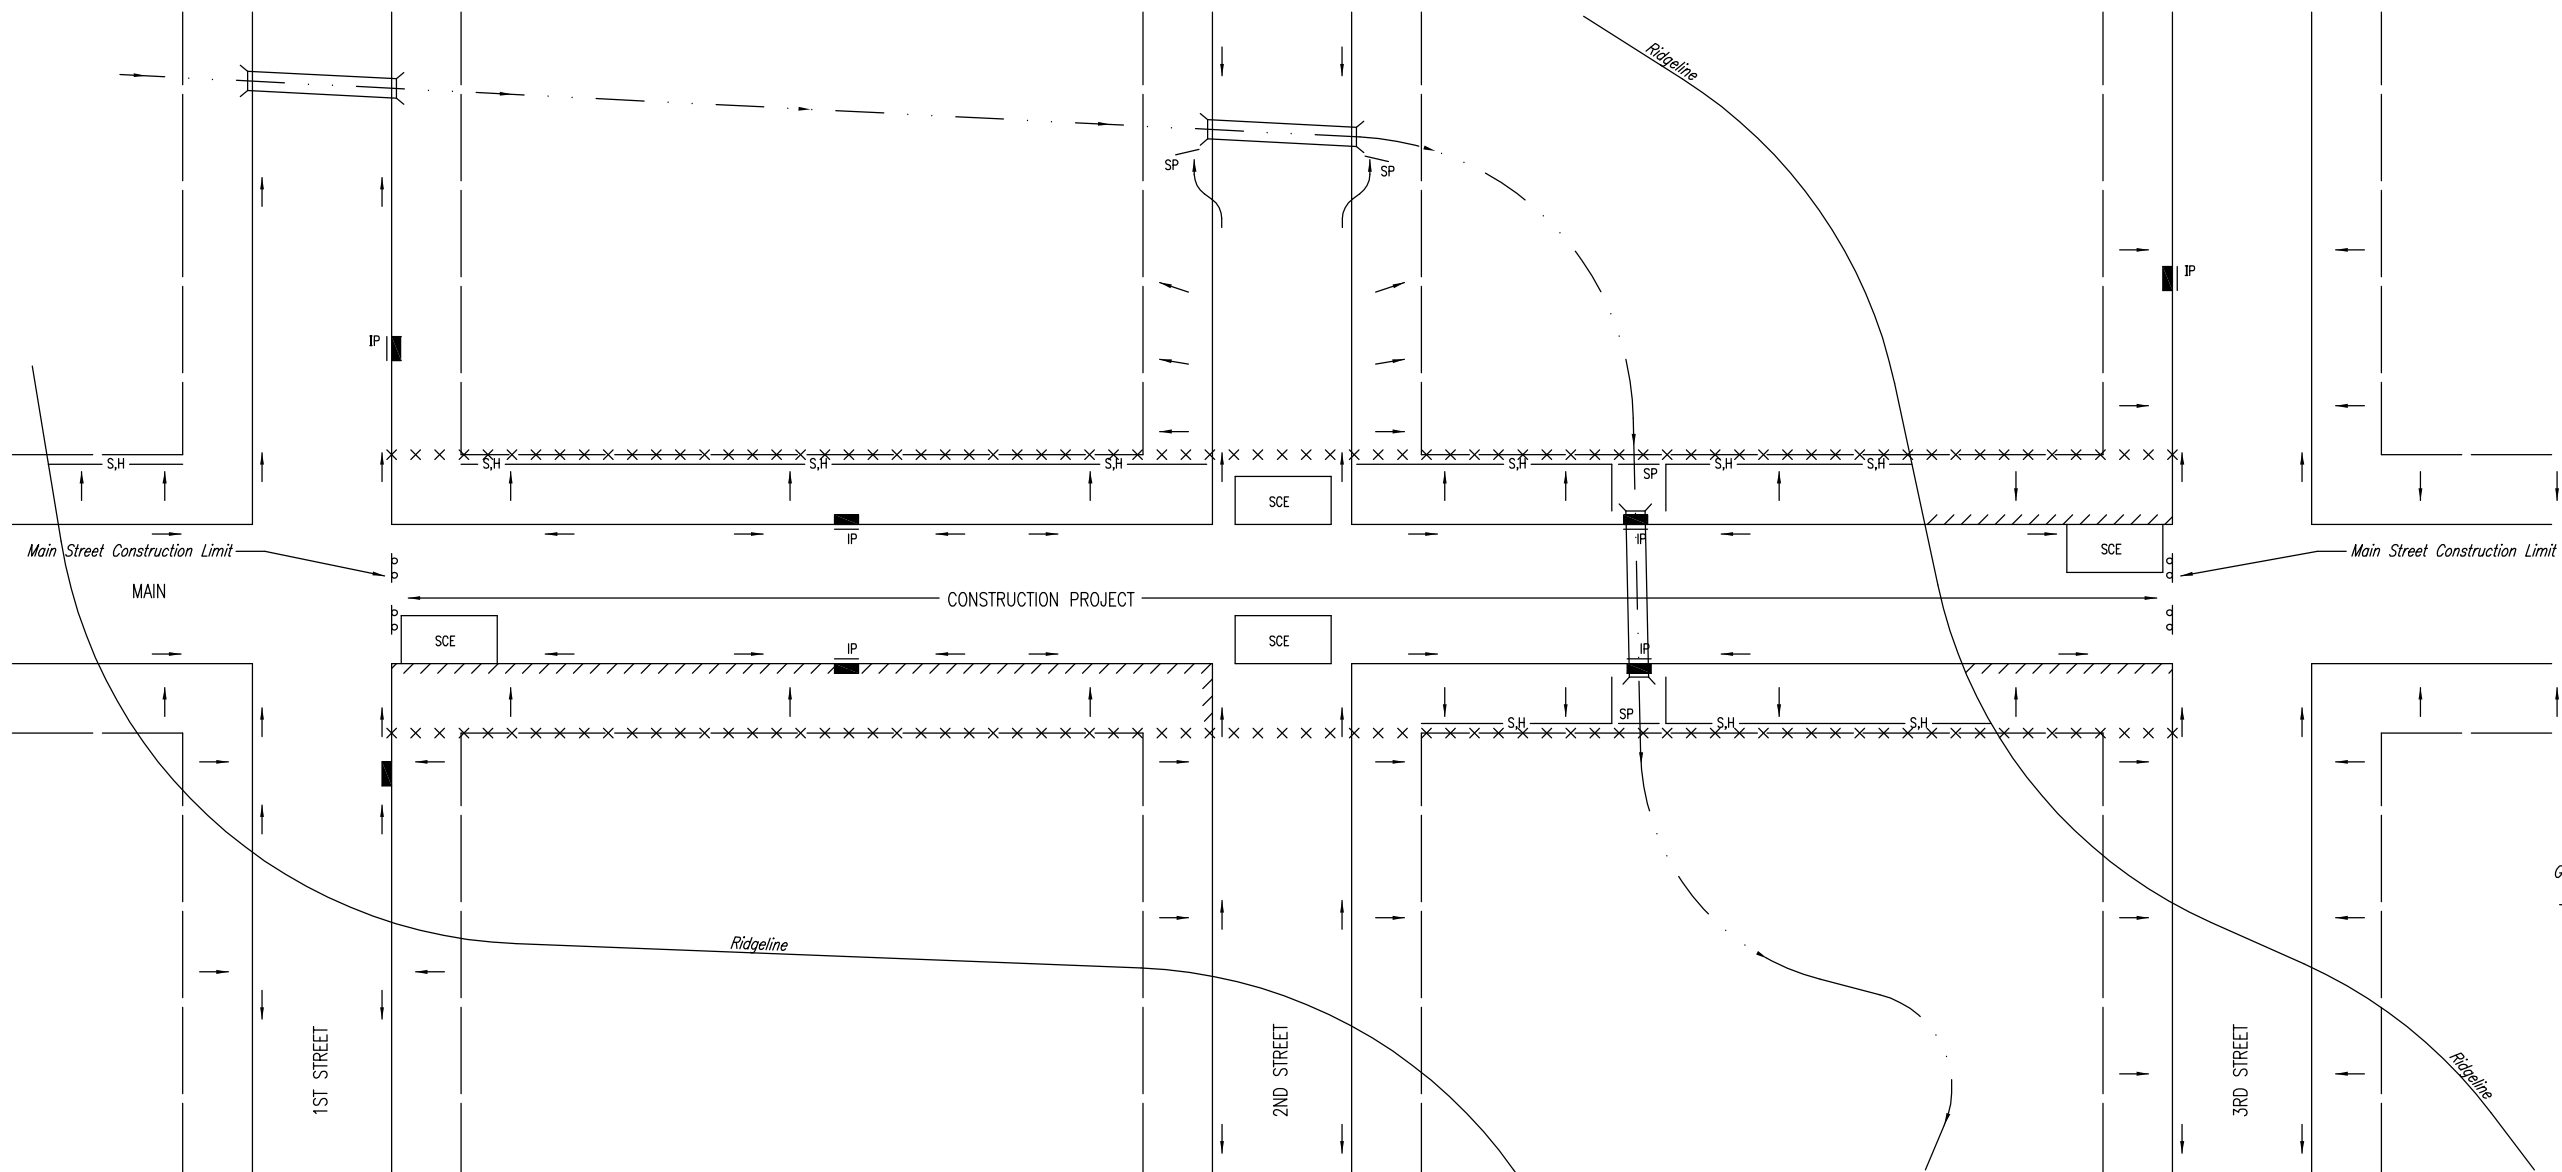 Ridgeline
SP
SP
IP
IP
S,H
S,H
S,H
S,H
S,H
S,H
S,H
SP
SCE
IP
IP
SCE
Main Street Construction Limit
Main Street Construction Limit
MAIN
CONSTRUCTION PROJECT
SCE
SCE
IP
IP
SP
S,H
S,H
S,H
G
Ridgeline
1ST STREET
2ND STREET
3RD STREET
Ridgeline